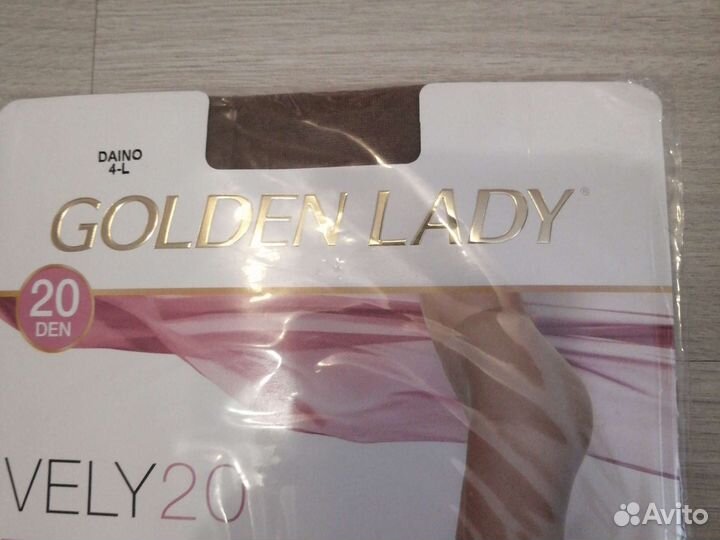 DAINO
4-L
GOLDEN LADY®
20
DEN
VELY20
Avito